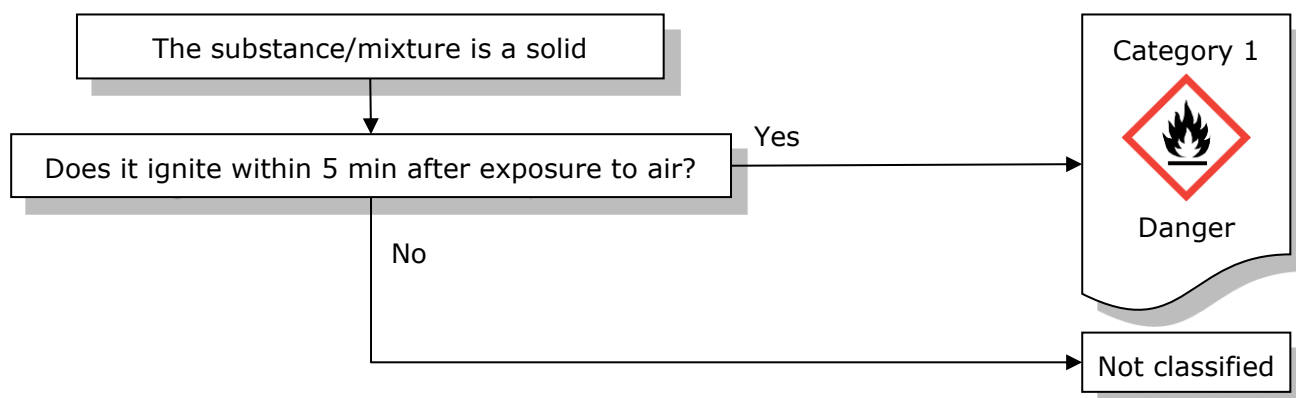 The substance/mixture is a solid
Category 1
Does it ignite within 5 min after exposure to air?
Yes
Danger
No
Not classified